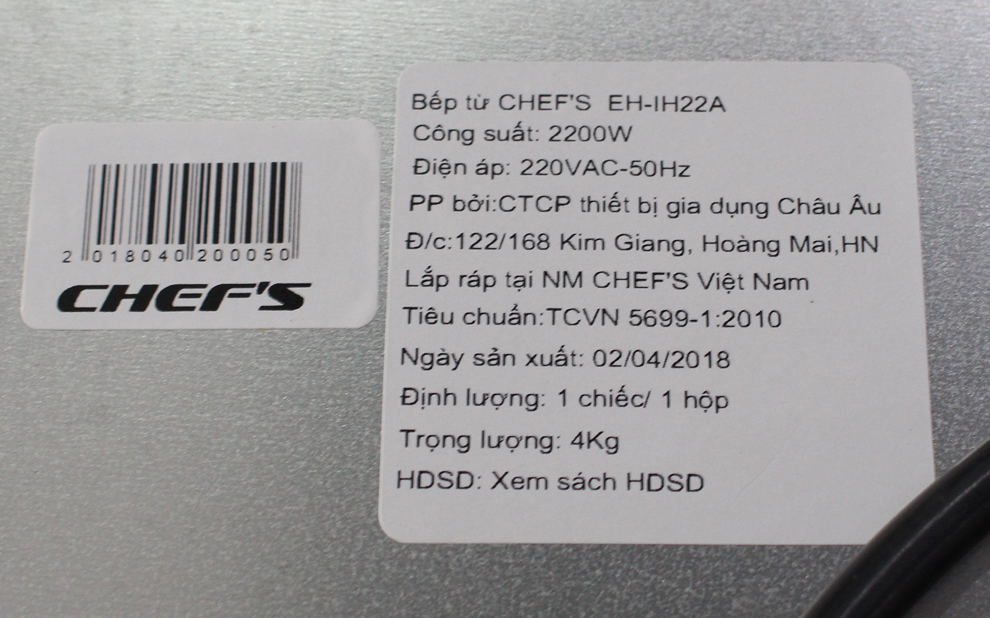 2 018040 200050
CHEF'S
Bếp từ CHEF'S EH-IH22A
Công suất: 2200W
Điện áp: 220VAC-50Hz
PP bởi:CTCP thiết bị gia dụng Châu Âu
Đ/c:122/168 Kim Giang, Hoàng Mai,HN
Lắp ráp tại NM CHEF'S Việt Nam
Tiêu chuẩn:TCVN 5699-1:2010
Ngày sản xuất: 02/04/2018
Định lượng: 1 chiếc/ 1 hộp
Trọng lượng: 4Kg
HDSD: Xem sách HDSD